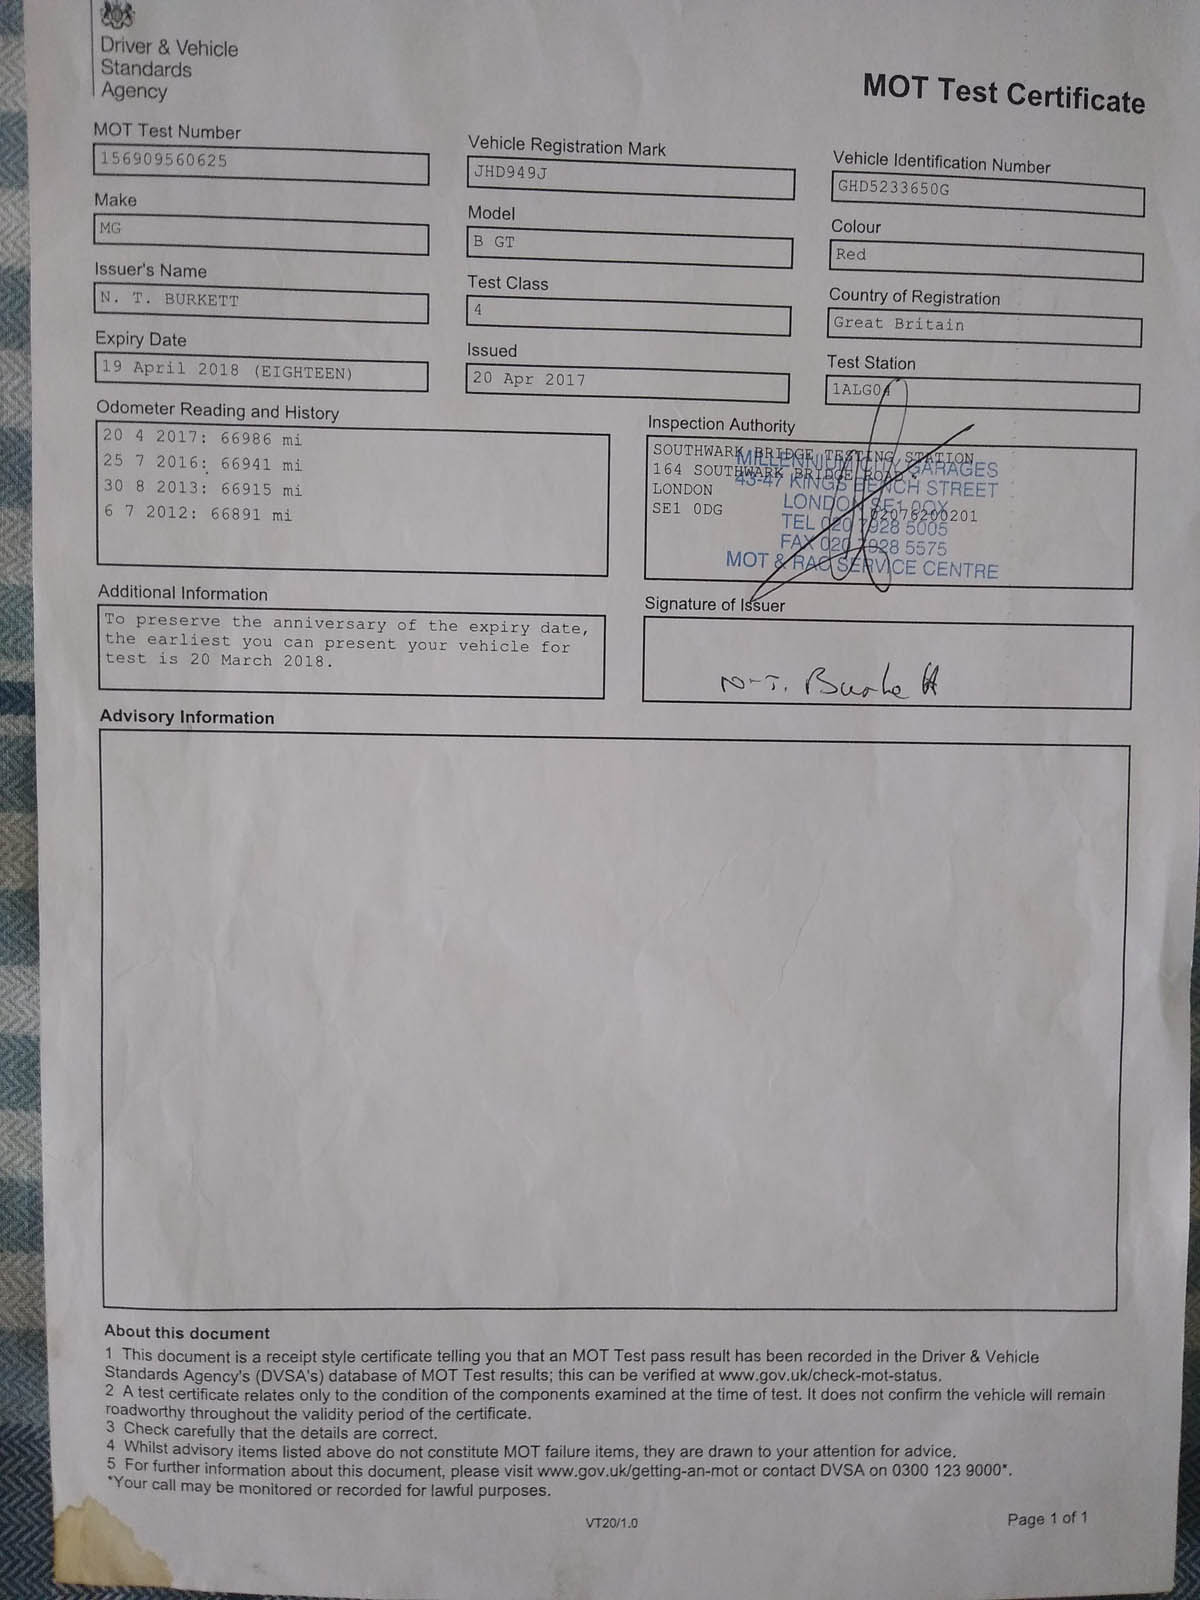 Driver & Vehicle
Standards
Agency
MOT Test Certificate
MOT Test Number
156909560625
Vehicle Registration Mark
JHD949J
Vehicle Identification Number
GHD5233650G
Make
MG
Model
B GT
Colour
Red
Issuer's Name
N. T. BURKETT
Test Class
4
Country of Registration
Great Britain
Expiry Date
19 April 2018 (EIGHTEEN)
Issued
20 Apr 2017
Test Station
1ALG04
Odometer Reading and History
20 4 2017: 66986 mi
25 7 2016: 66941 mi
30 8 2013: 66915 mi
6 7 2012: 66891 mi
Inspection Authority
SOUTHWARK BRIDGE TESTING STATION
164 SOUTHWARK BRIDGE ROAD
LONDON
SE1 0DG
02076200201
MILLENNIUM CITY GARAGES
43-47 KINGS BENCH STREET
LONDON SE1 0QX
TEL 020 7928 5005
FAX 020 7928 5575
MOT & RAC SERVICE CENTRE
Additional Information
To preserve the anniversary of the expiry date,
the earliest you can present your vehicle for
test is 20 March 2018.
Signature of Issuer
N-T. Burkett
Advisory Information
About this document
1 This document is a receipt style certificate telling you that an MOT Test pass result has been recorded in the Driver & Vehicle
Standards Agency's (DVSA's) database of MOT Test results; this can be verified at www.gov.uk/check-mot-status.
2 A test certificate relates only to the condition of the components examined at the time of test. It does not confirm the vehicle will remain
roadworthy throughout the validity period of the certificate.
3 Check carefully that the details are correct.
4 Whilst advisory items listed above do not constitute MOT failure items, they are drawn to your attention for advice.
5 For further information about this document, please visit www.gov.uk/getting-an-mot or contact DVSA on 0300 123 9000*.
*Your call may be monitored or recorded for lawful purposes.
VT20/1.0
Page 1 of 1